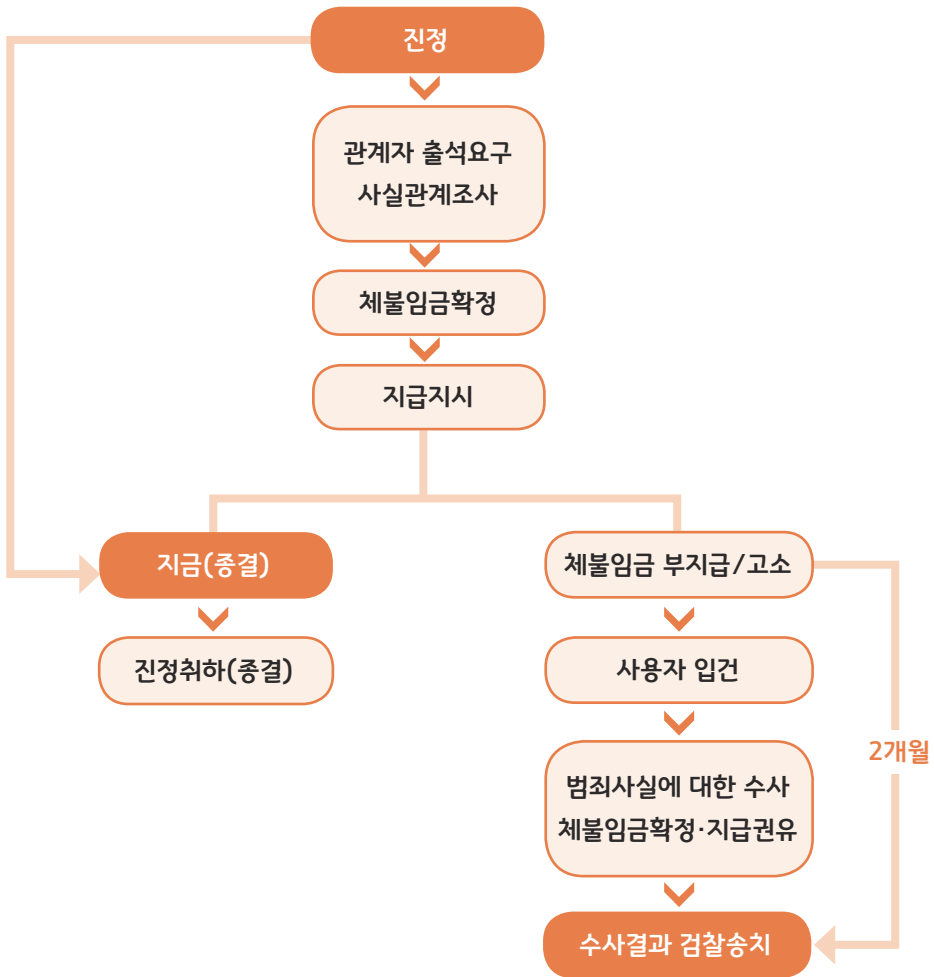 진정
관계자 출석요구
사실관계조사
체불임금확정
지급지시
지금(종결)
진정취하(종결)
체불임금 부지급/고소
사용자 입건
범죄사실에 대한 수사
체불임금확정·지급권유
2개월
수사결과 검찰송치